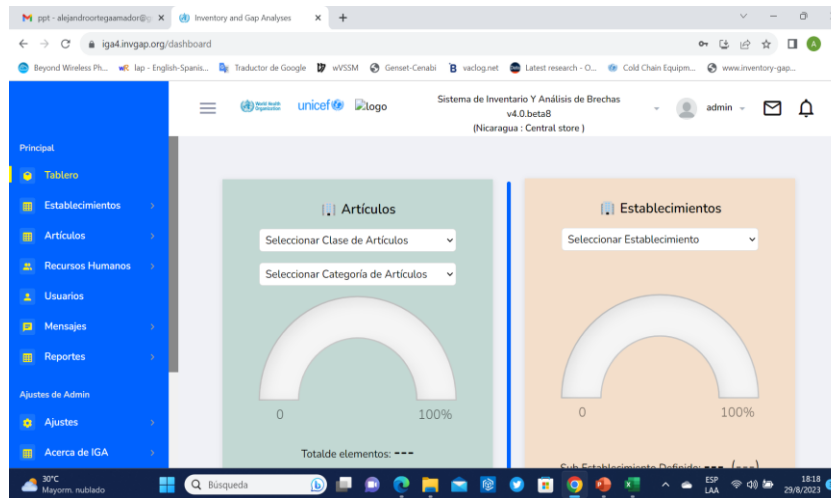 ppt - alejandroortegaamador@g
Inventory and Gap Analyses
iga4.invgap.org/dashboard
Beyond Wireless Ph...
lap - English-Spanis...
Traductor de Google
wVSSM
Genset-Cenabi
vaclog.net
Latest research - O...
Cold Chain Equipm...
www.inventory-gap...
World Health Organization
unicef
logo
Sistema de Inventario Y Análisis de Brechas
v4.0.beta8
(Nicaragua : Central store )
admin
Principal
Tablero
Establecimientos
Artículos
Recursos Humanos
Usuarios
Mensajes
Reportes
Ajustes de Admin
Ajustes
Acerca de IGA
Artículos
Seleccionar Clase de Artículos
Seleccionar Categoría de Artículos
0 100%
Totalde elementos: ---
Establecimientos
Seleccionar Establecimiento
0 100%
Sub Establecimiento Definido: --- (---)
30°C
Mayorm. nublado
Búsqueda
ESP
LAA
18:18
29/8/2023